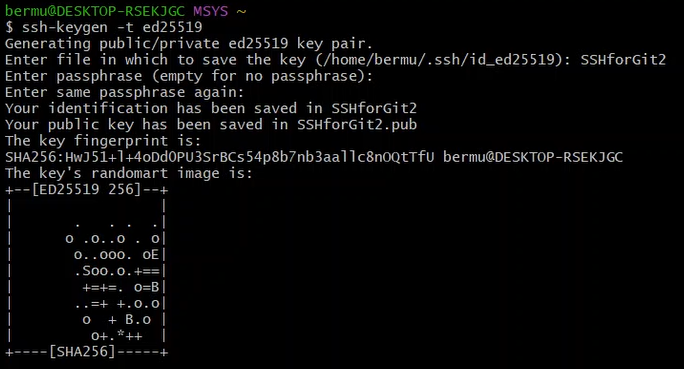 bermu@DESKTOP-RSEKJGC MSYS ~
$ ssh-keygen -t ed25519
Generating public/private ed25519 key pair.
Enter file in which to save the key (/home/bermu/.ssh/id_ed25519): SSHforGit2
Enter passphrase (empty for no passphrase):
Enter same passphrase again:
Your identification has been saved in SSHforGit2
Your public key has been saved in SSHforGit2.pub
The key fingerprint is:
SHA256:HwJ51+l+4oDdOPU3SrBCs54p8b7nb3aallc8nOQtTfU bermu@DESKTOP-RSEKJGC
The key's randomart image is:
+--[ED25519 256]--+
|                 |
|       .   . .  .|
|      o .o..o . o|
|       o..ooo. oE|
|       .Soo.o.+==|
|        +=+=. o=B|
|       ..=+ +.o.o|
|        o  + B.o |
|         o+.*++  |
+----[SHA256]-----+